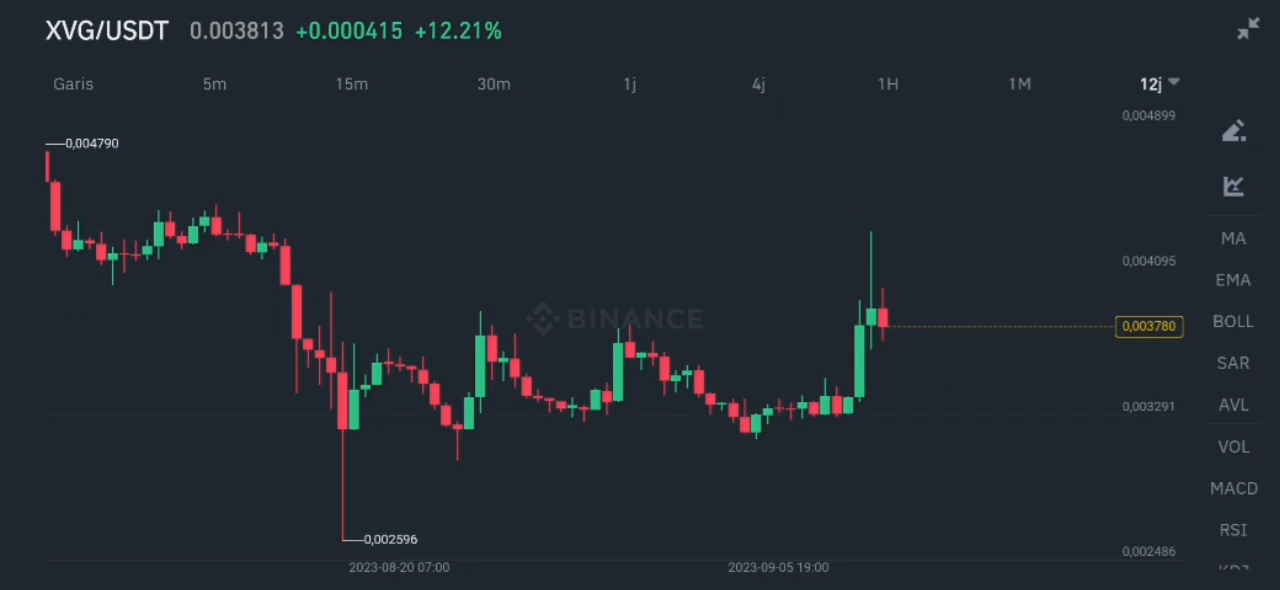 XVG/USDT 0.003813 +0.000415 +12.21%
Garis 5m 15m 30m 1j 4j 1H 1M 12j
0,004899
0,004790
MA
0,004095
EMA
BINANCE
BOLL
0,003780
SAR
AVL
0,003291
VOL
MACD
RSI
0,002596
0,002486
2023-08-20 07:00 2023-09-05 19:00